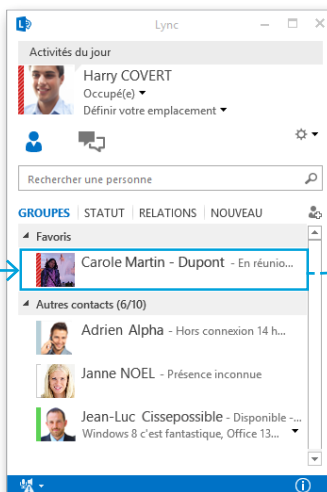 Lync
Activités du jour
Harry COVERT
Occupé(e)
Définir votre emplacement
Rechercher une personne
GROUPES STATUT RELATIONS NOUVEAU
Favoris
Carole Martin - Dupont - En réunio...
Autres contacts (6/10)
Adrien Alpha - Hors connexion 14 h...
Janne NOEL - Présence inconnue
Jean-Luc Cissepossible - Disponible -...
Windows 8 c'est fantastique, Office 13...